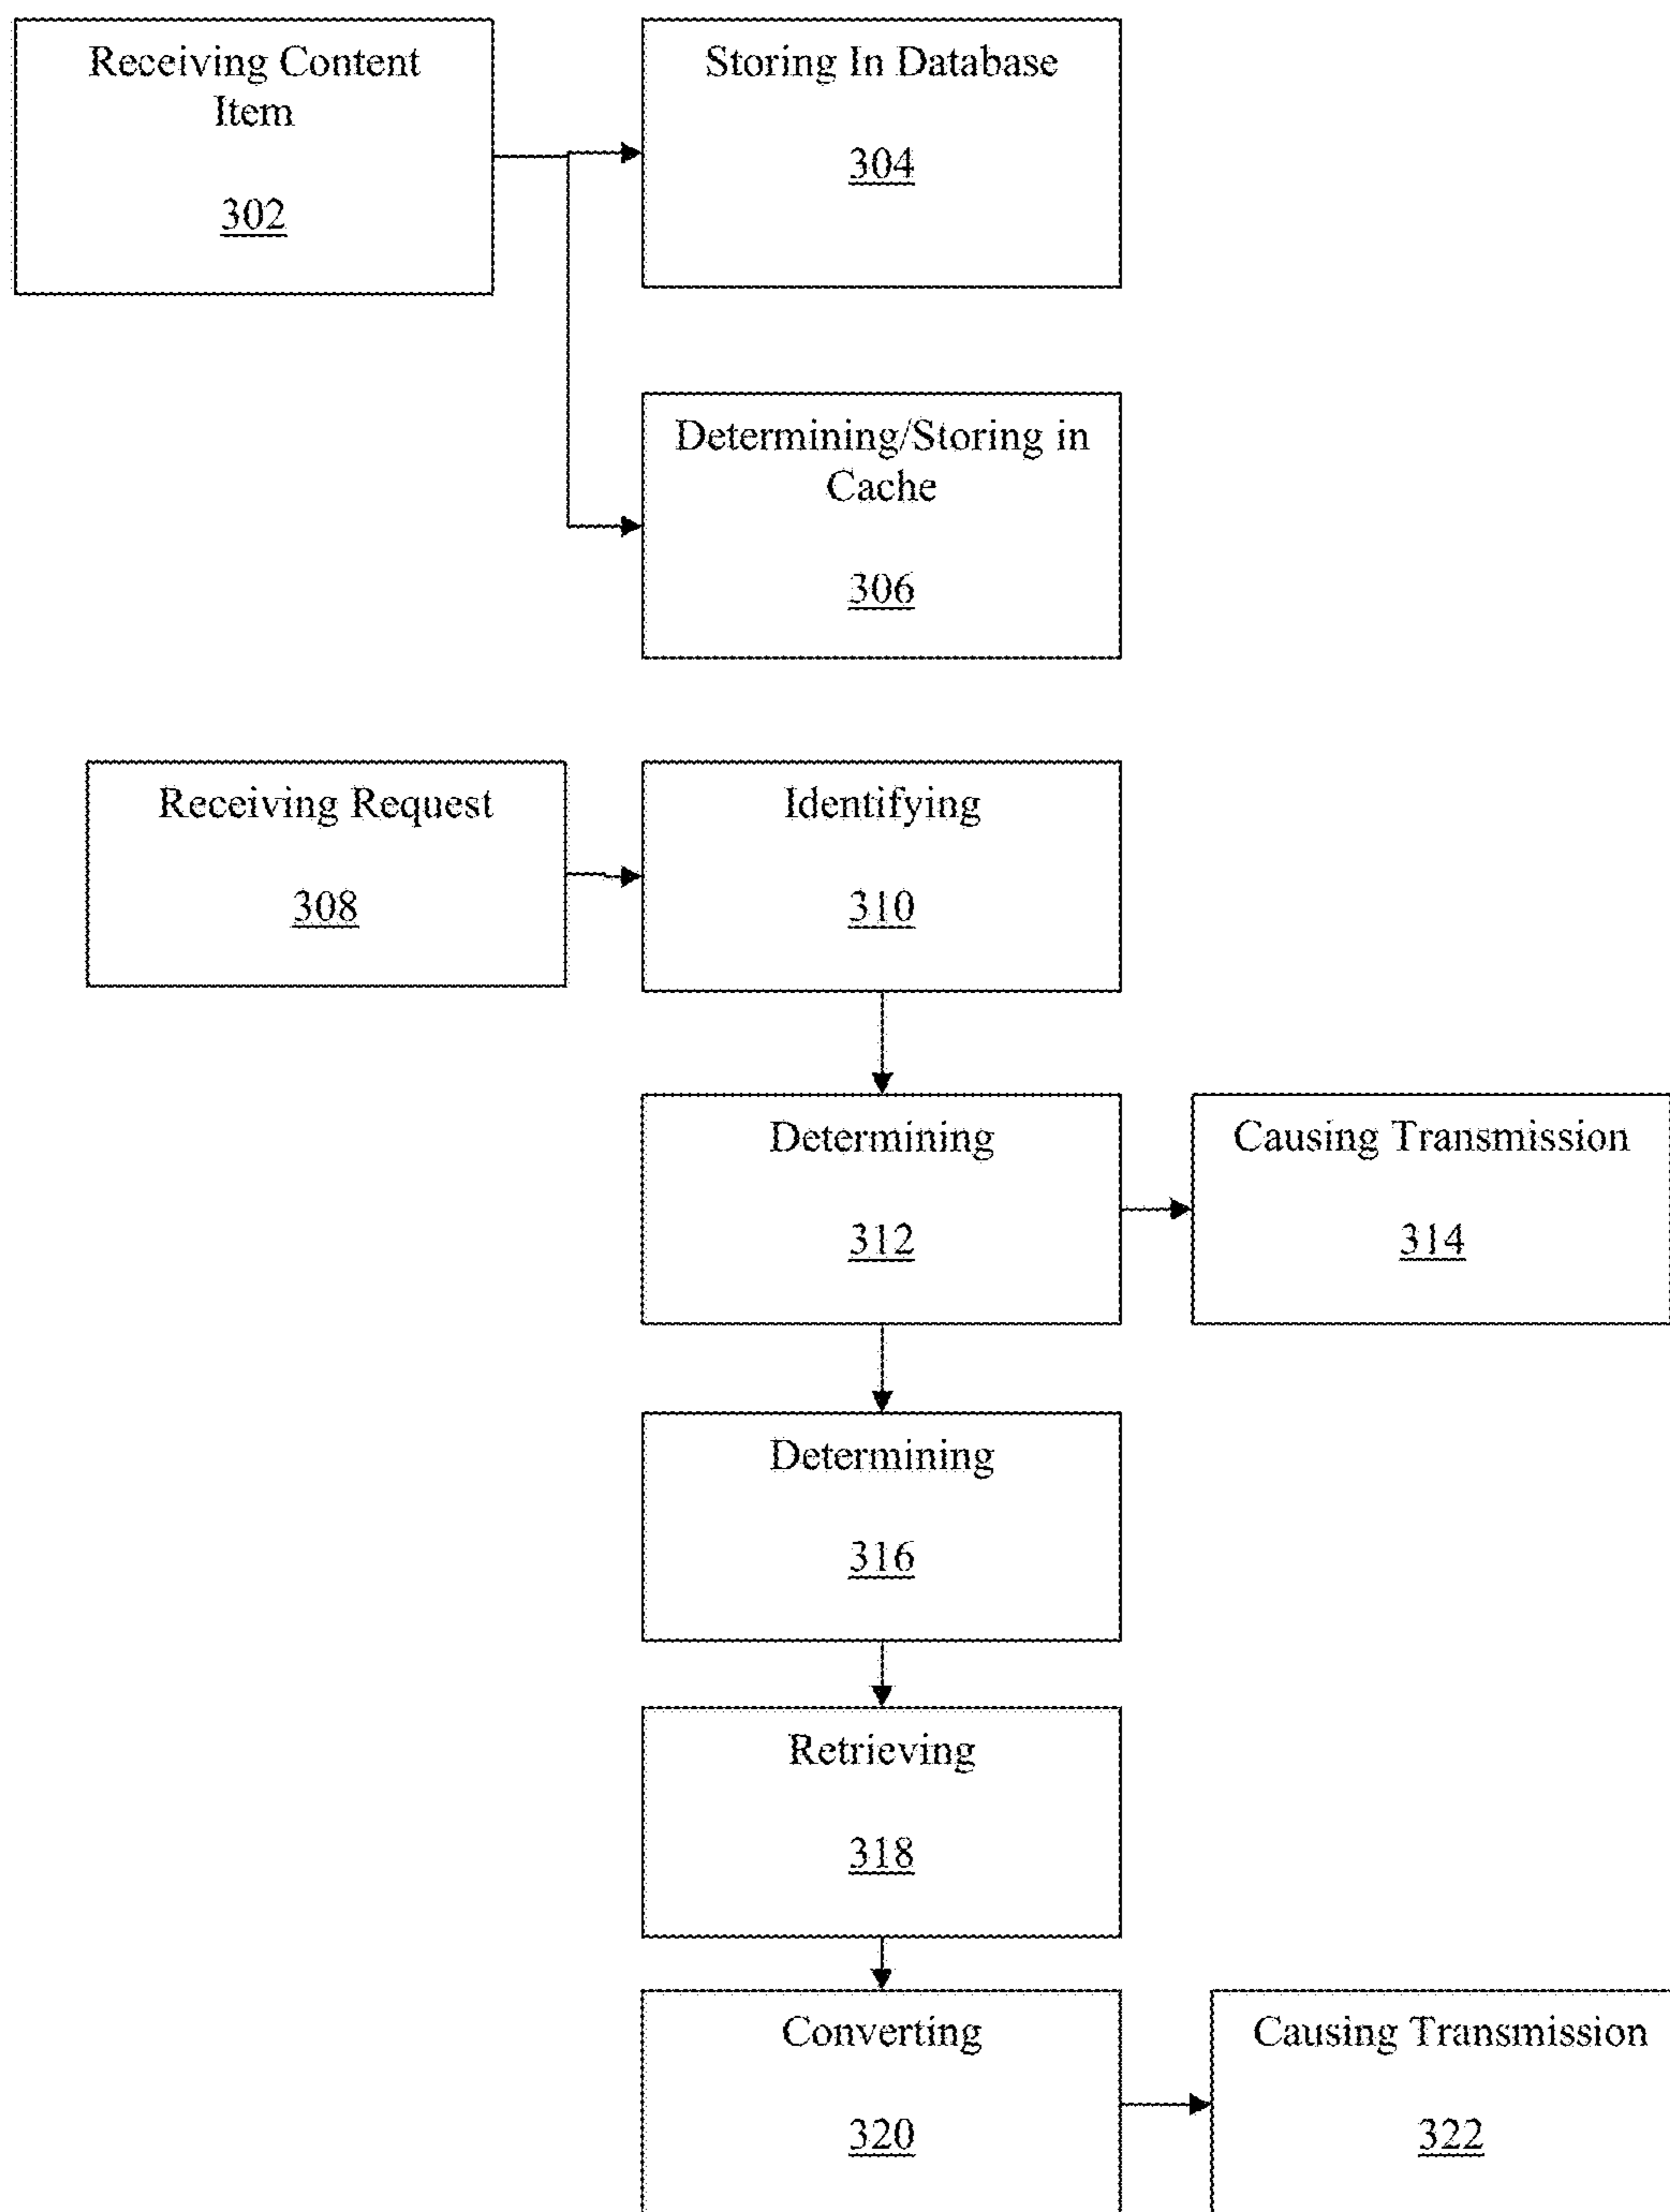 Receiving Content
Item
302
Storing In Database
304
Determining/Storing in
Cache
306
Receiving Request
308
Identifying
310
Determining
312
Causing Transmission
314
Determining
316
Retrieving
318
Converting
320
Causing Transmission
322